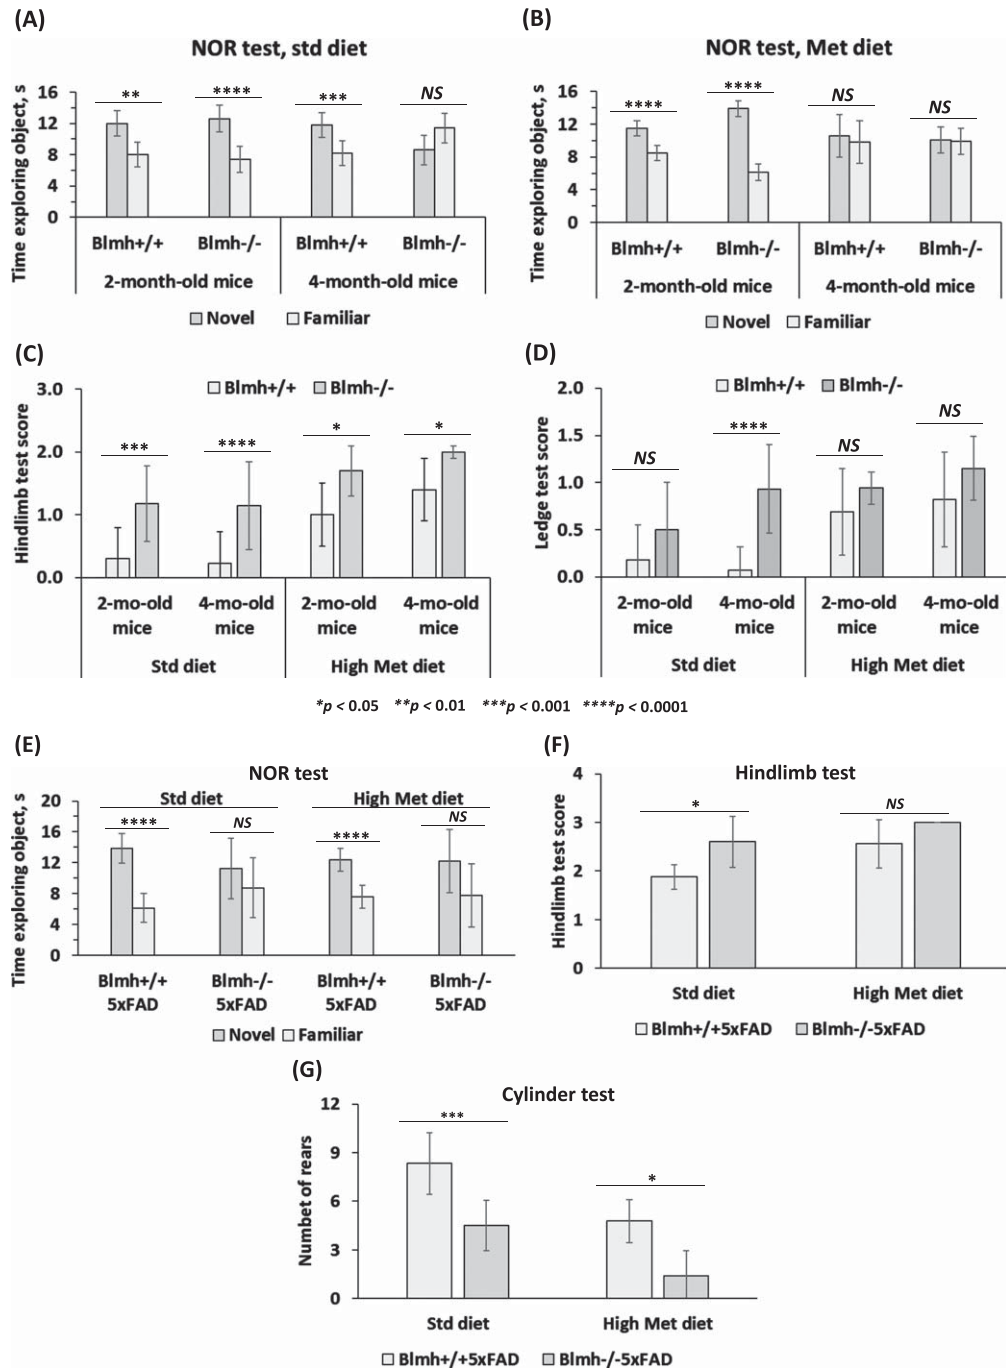 (A)
NOR test, std diet
Time exploring object, s
16
12
8
4
0
**
****
***
NS
Blmh+/+
Blmh-/-
Blmh+/+
Blmh-/-
2-month-old mice
4-month-old mice
Novel
Familiar
(B)
NOR test, Met diet
Time exploring object, s
16
12
8
4
0
****
****
NS
NS
Blmh+/+
Blmh-/-
Blmh+/+
Blmh-/-
2-month-old mice
4-month-old mice
Novel
Familiar
(C)
Blmh+/+
Blmh-/-
Hindlimb test score
3.0
2.0
1.0
0.0
***
****
*
*
2-mo-old mice
4-mo-old mice
2-mo-old mice
4-mo-old mice
Std diet
High Met diet
(D)
Blmh+/+
Blmh-/-
Ledge test score
2.0
1.5
1.0
0.5
0.0
NS
****
NS
NS
2-mo-old mice
4-mo-old mice
2-mo-old mice
4-mo-old mice
Std diet
High Met diet
*p < 0.05 **p < 0.01 ***p < 0.001 ****p < 0.0001
(E)
NOR test
Std diet
High Met diet
Time exploring object, s
20
16
12
8
4
0
****
NS
****
NS
Blmh+/+ 5xFAD
Blmh-/- 5xFAD
Blmh+/+ 5xFAD
Blmh-/- 5xFAD
Novel
Familiar
(F)
Hindlimb test
Hindlimb test score
4
3
2
1
0
*
NS
Std diet
High Met diet
Blmh+/+5xFAD
Blmh-/-5xFAD
(G)
Cylinder test
Numbet of rears
12
9
6
3
0
***
*
Std diet
High Met diet
Blmh+/+5xFAD
Blmh-/-5xFAD